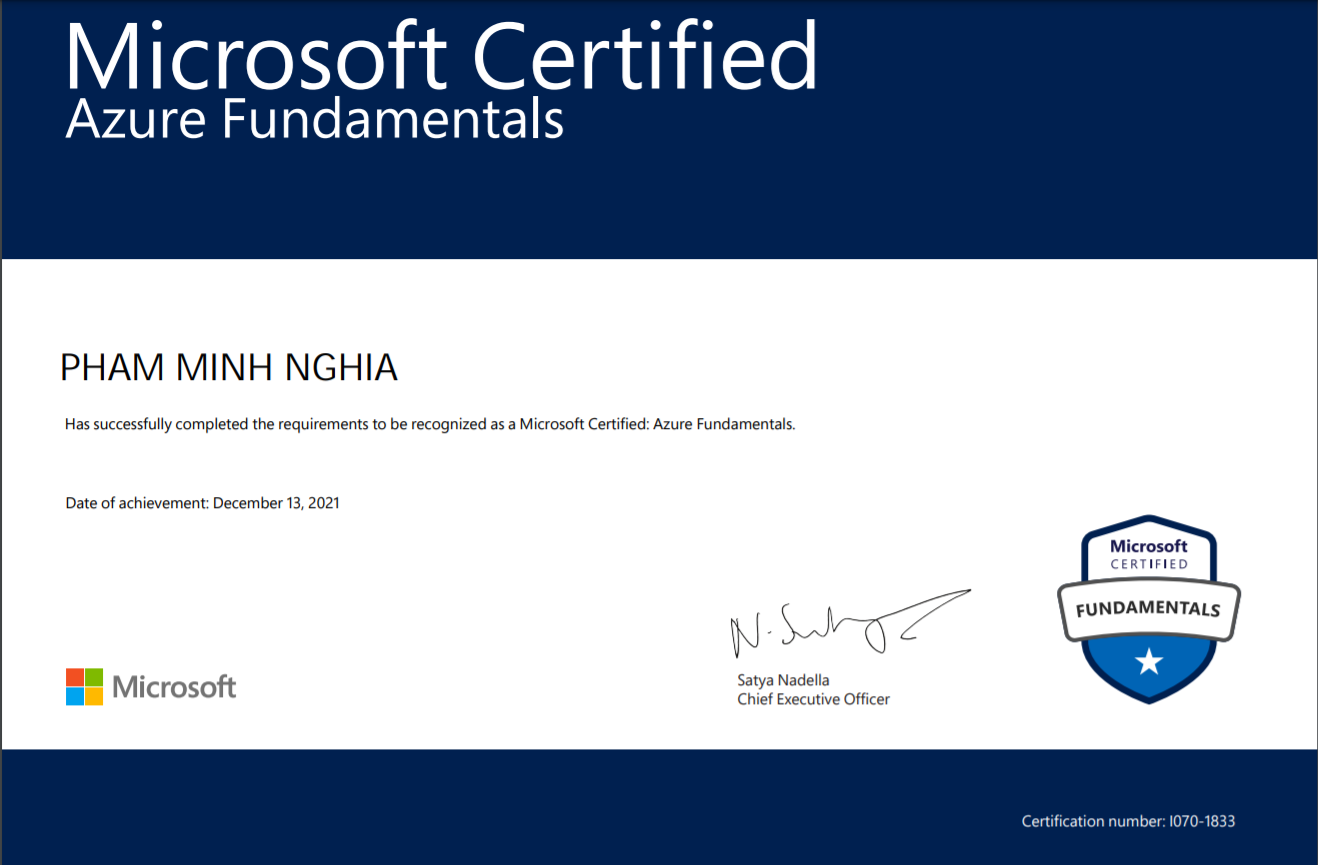 Microsoft Certified
Azure Fundamentals
PHAM MINH NGHIA
Has successfully completed the requirements to be recognized as a Microsoft Certified: Azure Fundamentals.
Date of achievement: December 13, 2021
Microsoft
CERTIFIED
FUNDAMENTALS
N. Satya
Satya Nadella
Chief Executive Officer
Microsoft
Certification number: I070-1833